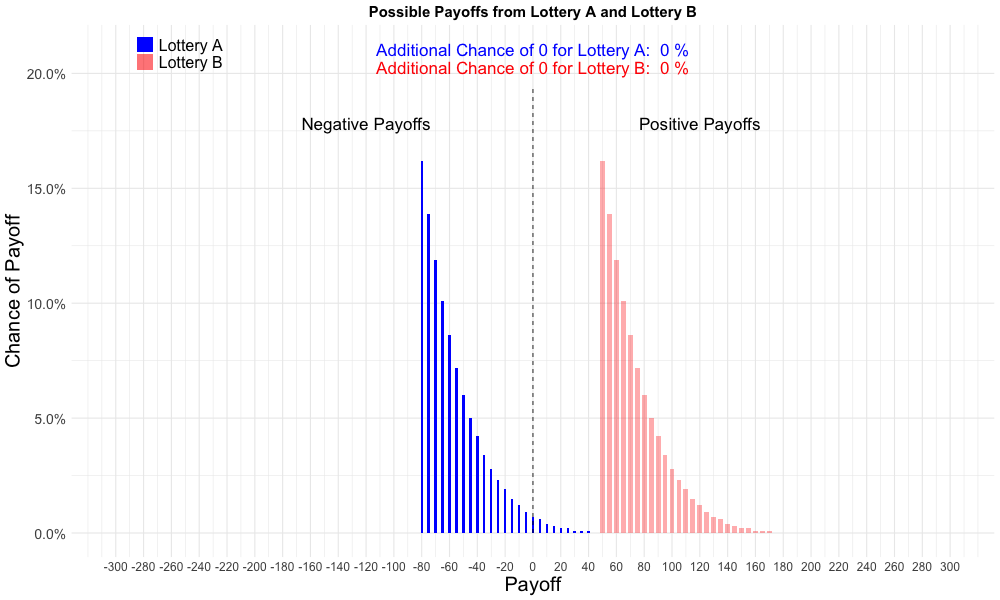 Possible Payoffs from Lottery A and Lottery B
Lottery A
Lottery B
Additional Chance of 0 for Lottery A:  0 %
Additional Chance of 0 for Lottery B:  0 %
Negative Payoffs
Positive Payoffs
Chance of Payoff
20.0%
15.0%
10.0%
5.0%
0.0%
-300 -280 -260 -240 -220 -200 -180 -160 -140 -120 -100 -80 -60 -40 -20 0 20 40 60 80 100 120 140 160 180 200 220 240 260 280 300
Payoff